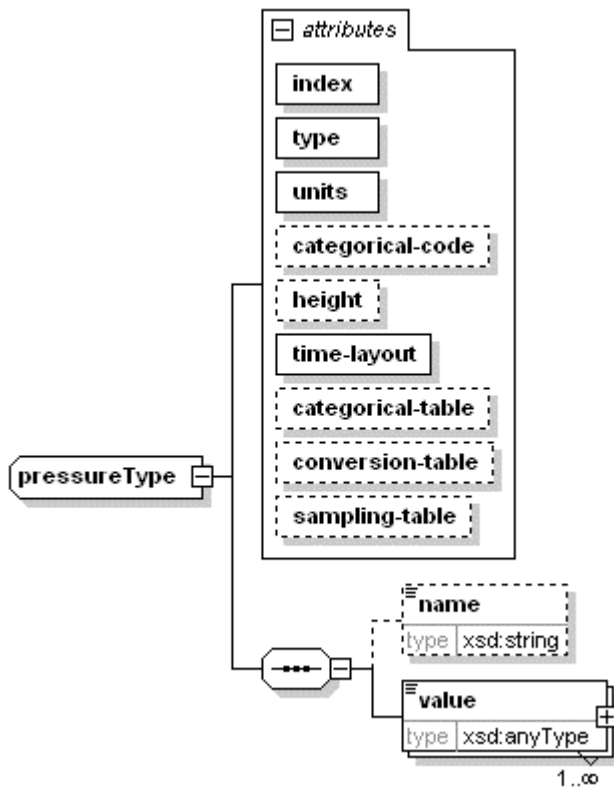 attributes
index
type
units
categorical-code
height
time-layout
categorical-table
conversion-table
sampling-table
pressureType
name
type xsd:string
value
type xsd:anyType
1..∞